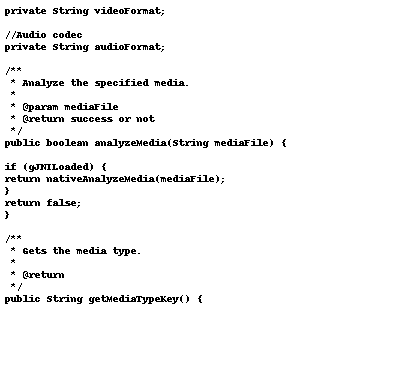 private String videoFormat;

//Audio codec
private String audioFormat;

/**
 * Analyze the specified media.
 *
 * @param mediaFile
 * @return success or not
 */
public boolean analyzeMedia(String mediaFile) {

if (gJNILoaded) {
return nativeAnalyzeMedia(mediaFile);
}
return false;
}

/**
 * Gets the media type.
 *
 * @return
 */
public String getMediaTypeKey() {